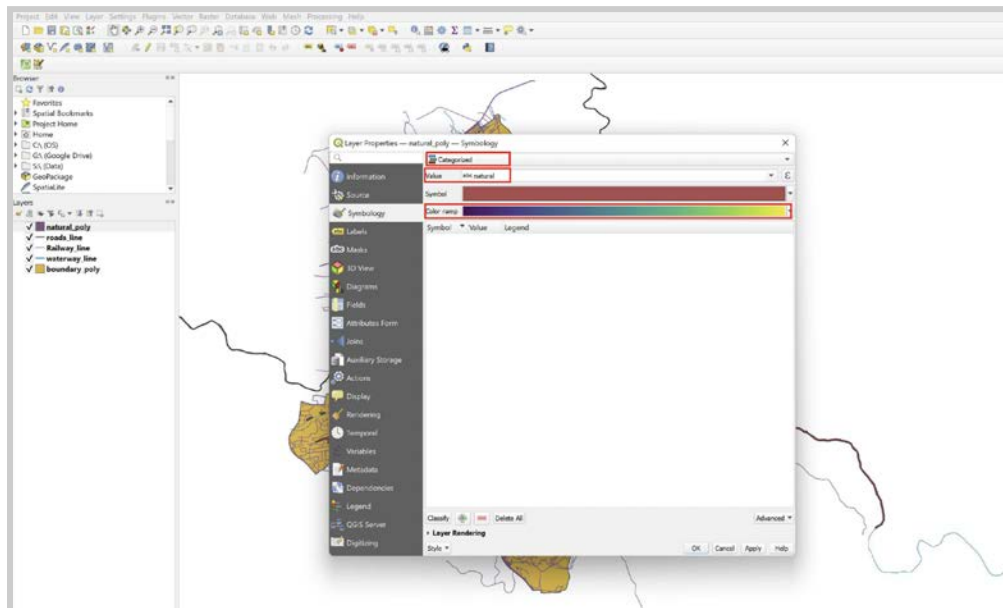 Project Edit View Layer Settings Plugins Vector Raster Database Web Mesh Processing Help
Browser
Favorites
Spatial Bookmarks
Project Home
Home
C:\ (OS)
G:\ (Google Drive)
S:\ (Data)
GeoPackage
SpatiaLite
Layers
natural_poly
roads_line
Railway_line
waterway_line
boundary_poly
Layer Properties — natural_poly — Symbology
Information
Source
Symbology
Labels
Masks
3D View
Diagrams
Fields
Attributes Form
Joins
Auxiliary Storage
Actions
Display
Rendering
Temporal
Variables
Metadata
Dependencies
Legend
QGIS Server
Digitizing
Categorized
Value abc natural
Symbol
Color ramp
Symbol Value Legend
Classify Delete All Advanced
Layer Rendering
Style OK Cancel Apply Help